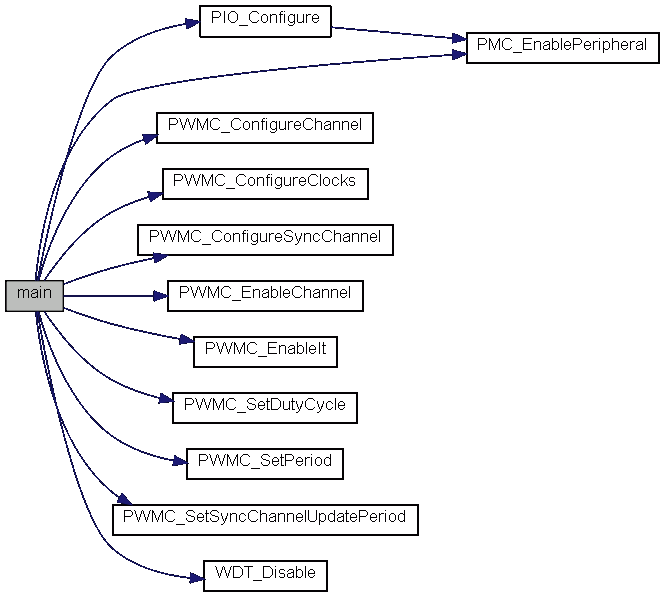 PIO_Configure
PMC_EnablePeripheral
PWMC_ConfigureChannel
PWMC_ConfigureClocks
PWMC_ConfigureSyncChannel
main
PWMC_EnableChannel
PWMC_EnableIt
PWMC_SetDutyCycle
PWMC_SetPeriod
PWMC_SetSyncChannelUpdatePeriod
WDT_Disable